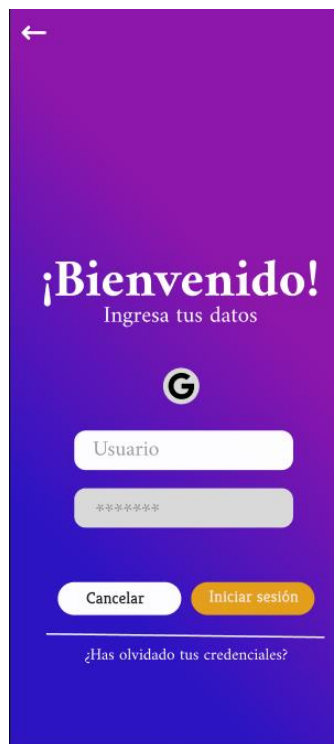 ¡Bienvenido!
Ingresa tus datos
G
Usuario
*******
Cancelar Iniciar sesión
¿Has olvidado tus credenciales?